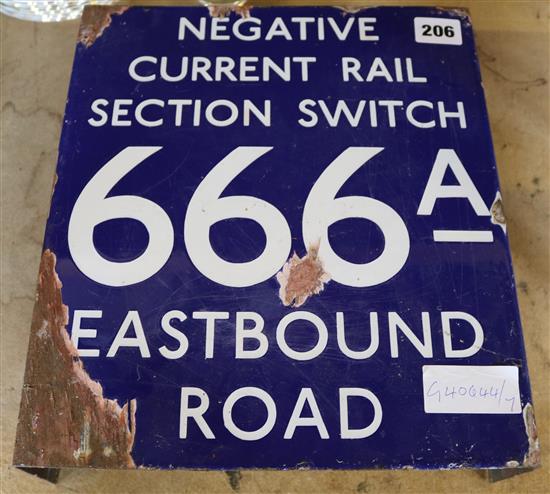 NEGATIVE
206
CURRENT RAIL
SECTION SWITCH
666A
EASTBOUND
G40644/7
ROAD